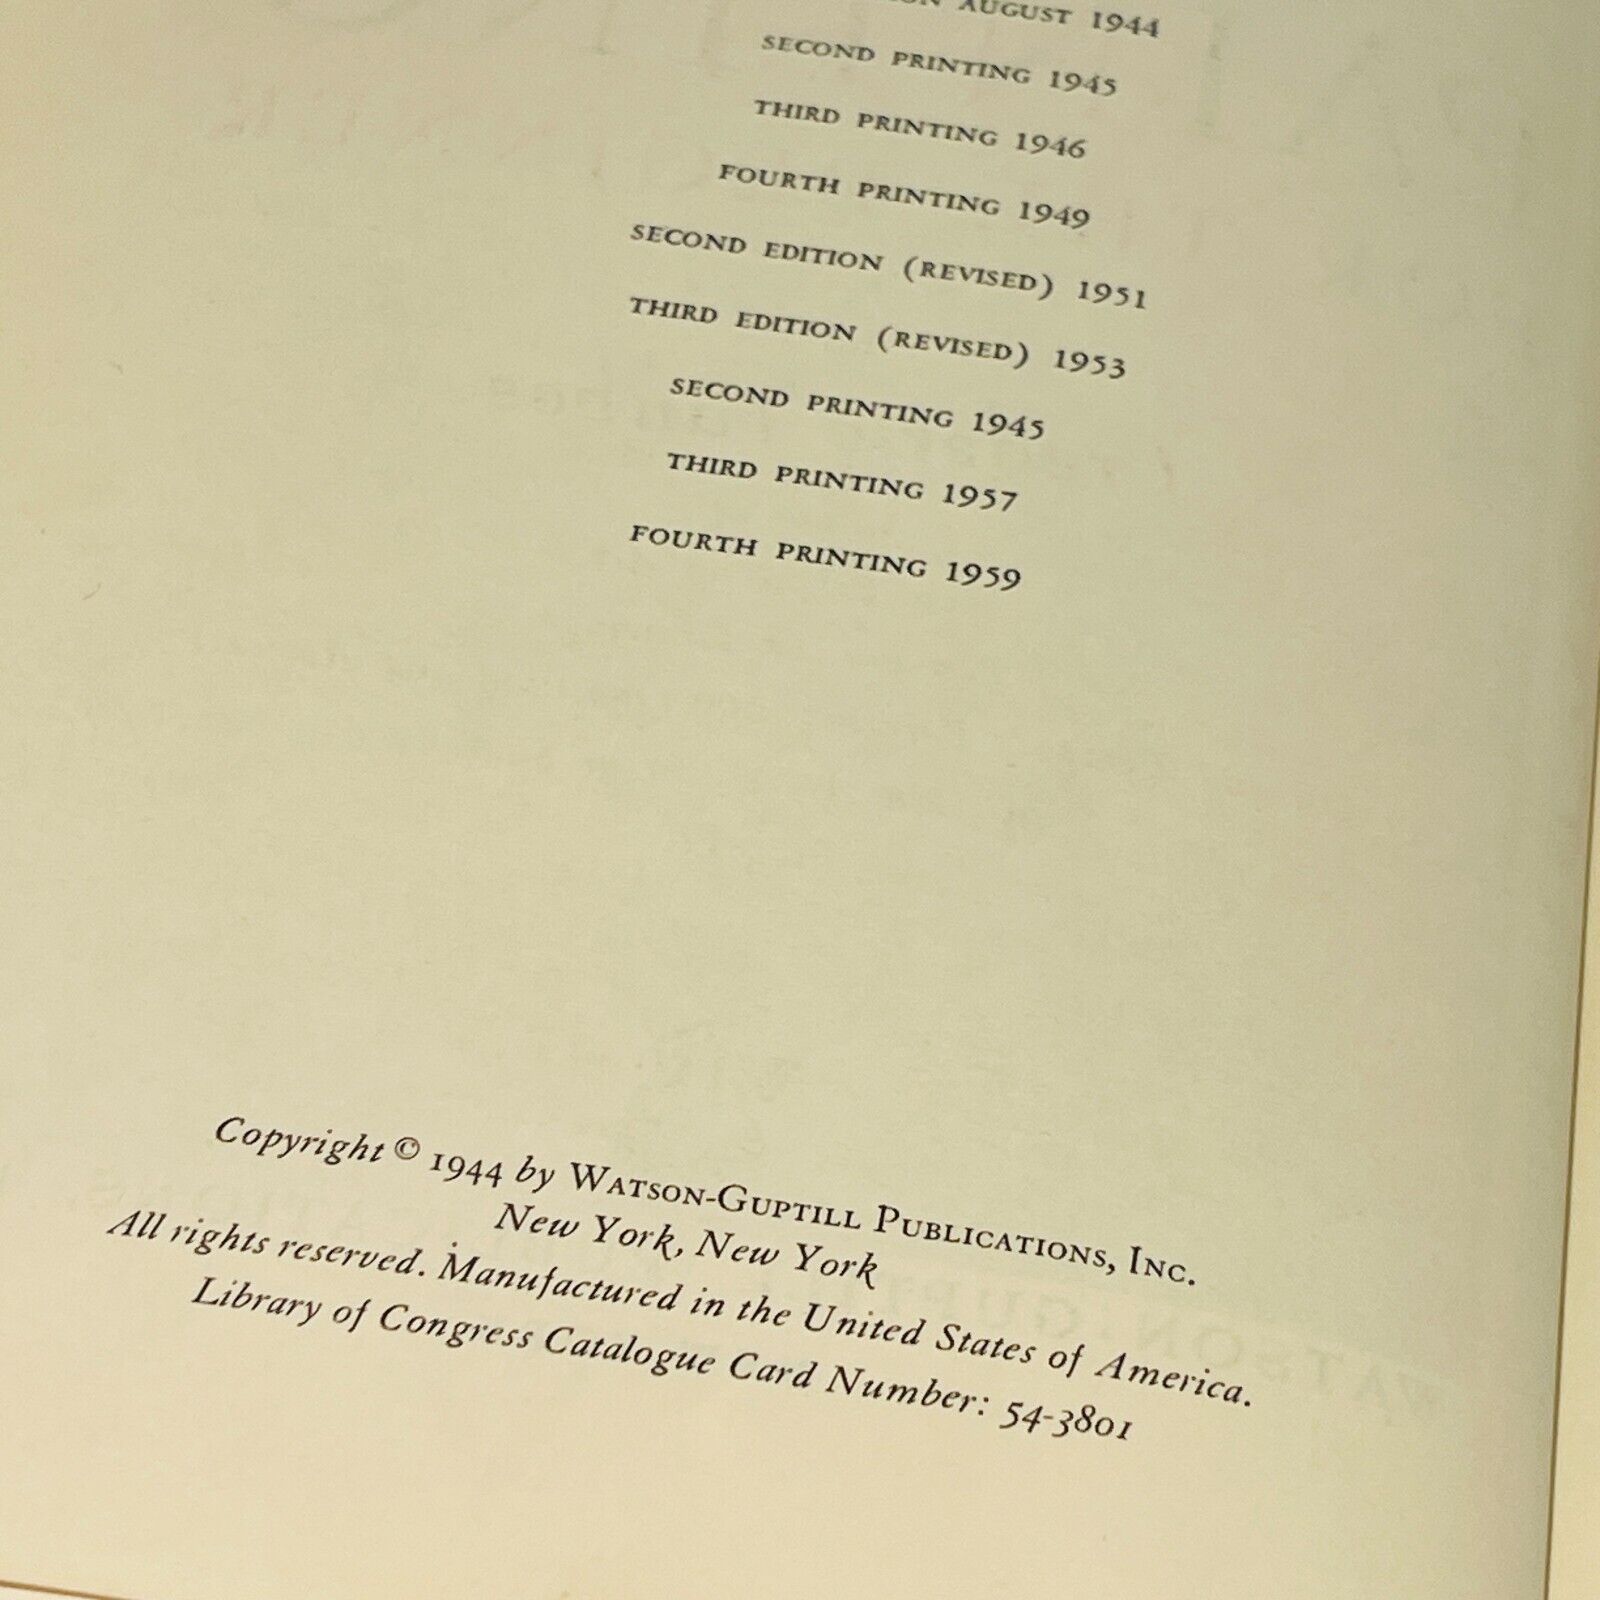 AUGUST 1944
SECOND PRINTING 1945
THIRD PRINTING 1946
FOURTH PRINTING 1949
SECOND EDITION (REVISED) 1951
THIRD EDITION (REVISED) 1953
SECOND PRINTING 1945
THIRD PRINTING 1957
FOURTH PRINTING 1959
Copyright © 1944 by WATSON-GUPTILL PUBLICATIONS, INC.
New York, New York
All rights reserved. Manufactured in the United States of America.
Library of Congress Catalogue Card Number: 54-3801